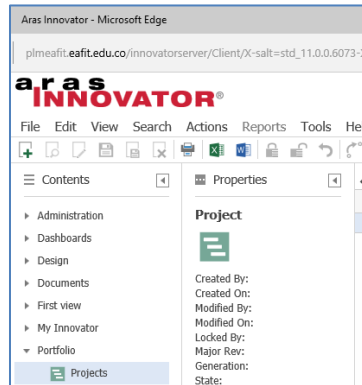 Aras Innovator - Microsoft Edge
plmeafit.eafit.edu.co/innovatorserver/Client/X-salt=std_11.0.0.6073-
aras
INNOVATOR®
File Edit View Search Actions Reports Tools He
Contents
Administration
Dashboards
Design
Documents
First view
My Innovator
Portfolio
Projects
Properties
Project
Created By:
Created On:
Modified By:
Modified On:
Locked By:
Major Rev:
Generation:
State: